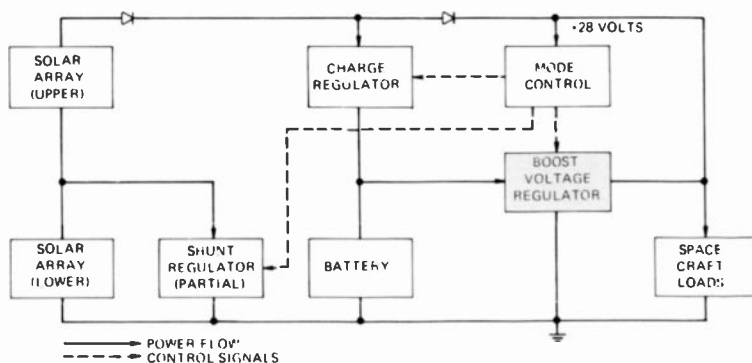 +28 VOLTS
SOLAR
ARRAY
(UPPER)
CHARGE
REGULATOR
MODE
CONTROL
BOOST
VOLTAGE
REGULATOR
SOLAR
ARRAY
(LOWER)
SHUNT
REGULATOR
(PARTIAL)
BATTERY
SPACE
CRAFT
LOADS
POWER FLOW
CONTROL SIGNALS